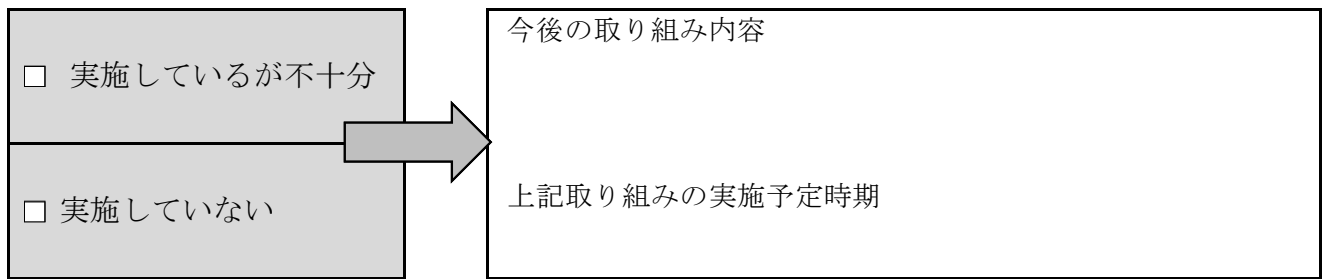 □ 実施しているが不十分
□ 実施していない
今後の取り組み内容
上記取り組みの実施予定時期